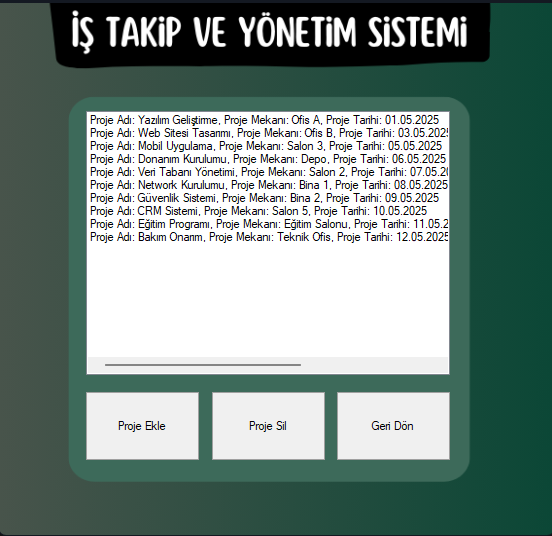 İŞ TAKİP VE YÖNETİM SİSTEMİ
Proje Adı: Yazılım Geliştirme, Proje Mekanı: Ofis A, Proje Tarihi: 01.05.2025
Proje Adı: Web Sitesi Tasarımı, Proje Mekanı: Ofis B, Proje Tarihi: 03.05.2025
Proje Adı: Mobil Uygulama, Proje Mekanı: Salon 3, Proje Tarihi: 05.05.2025
Proje Adı: Donanım Kurulumu, Proje Mekanı: Depo, Proje Tarihi: 06.05.2025
Proje Adı: Veri Tabanı Yönetimi, Proje Mekanı: Salon 2, Proje Tarihi: 07.05.20
Proje Adı: Network Kurulumu, Proje Mekanı: Bina 1, Proje Tarihi: 08.05.2025
Proje Adı: Güvenlik Sistemi, Proje Mekanı: Bina 2, Proje Tarihi: 09.05.2025
Proje Adı: CRM Sistemi, Proje Mekanı: Salon 5, Proje Tarihi: 10.05.2025
Proje Adı: Eğitim Programı, Proje Mekanı: Eğitim Salonu, Proje Tarihi: 11.05.2
Proje Adı: Bakım Onarım, Proje Mekanı: Teknik Ofis, Proje Tarihi: 12.05.2025
Proje Ekle
Proje Sil
Geri Dön